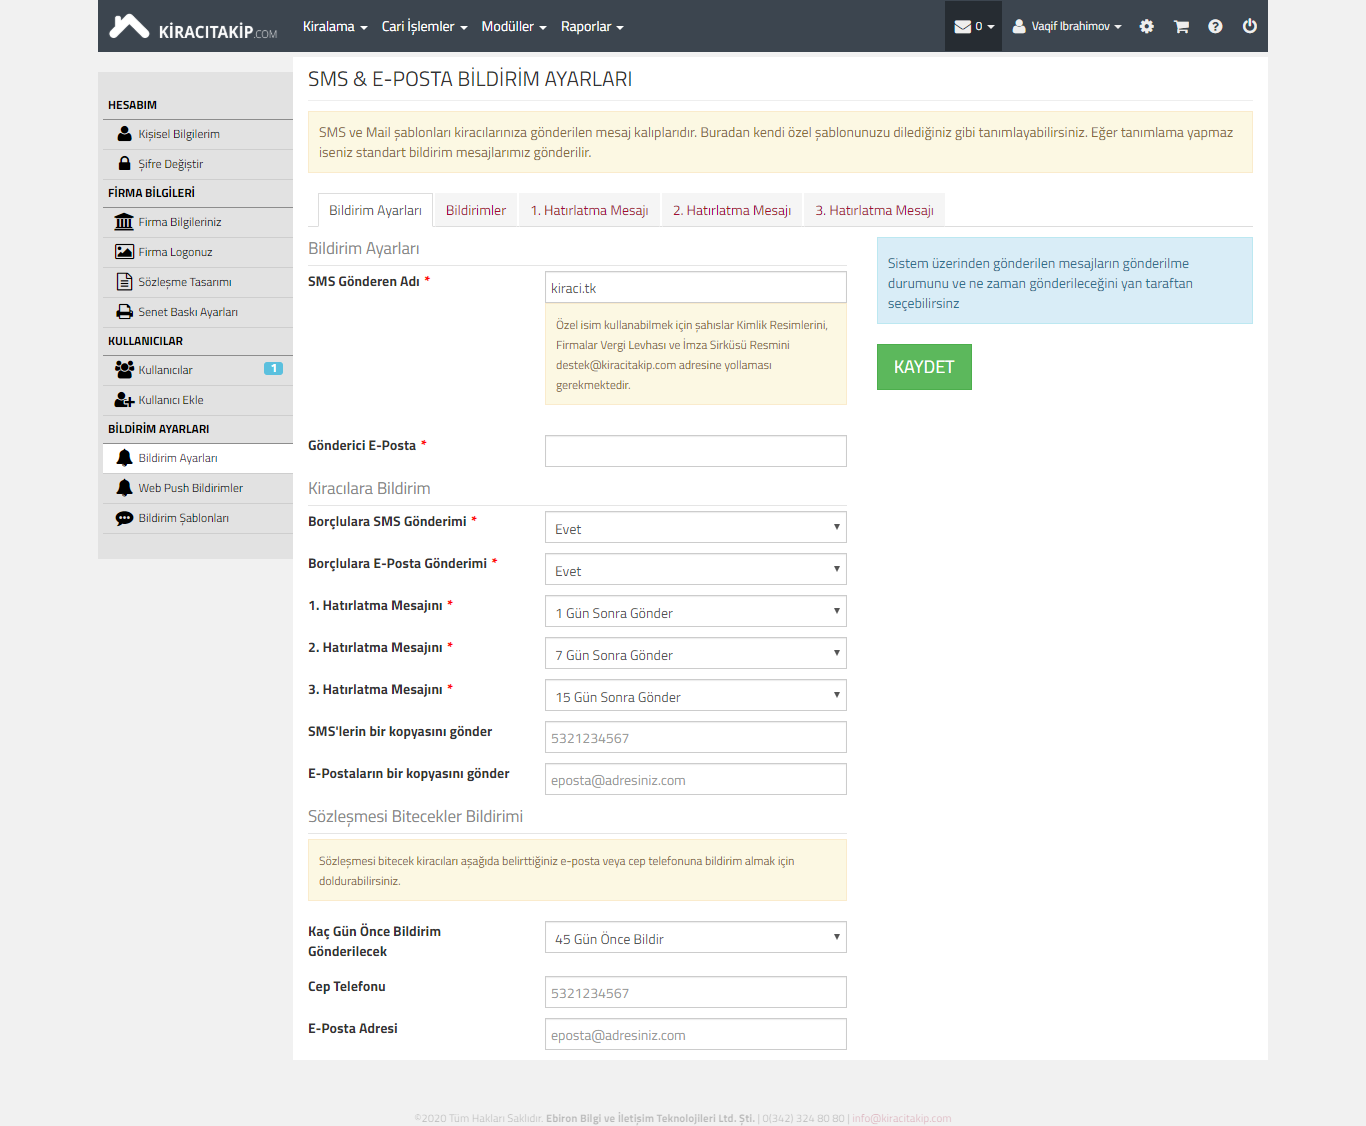 KİRACITAKİP.COM
Kiralama
Cari İşlemler
Modüller
Raporlar
0
Vaqif Ibrahimov
SMS & E-POSTA BİLDİRİM AYARLARI
HESABIM
Kişisel Bilgilerim
Şifre Değiştir
FİRMA BİLGİLERİ
Firma Bilgileriniz
Firma Logonuz
Sözleşme Tasarımı
Senet Baskı Ayarları
KULLANICILAR
Kullanıcılar
1
Kullanıcı Ekle
BİLDİRİM AYARLARI
Bildirim Ayarları
Web Push Bildirimler
Bildirim Şablonları
SMS ve Mail şablonları kiracılarınıza gönderilen mesaj kalıplarıdır. Buradan kendi özel şablonunuzu dilediğiniz gibi tanımlayabilirsiniz. Eğer tanımlama yapmaz
iseniz standart bildirim mesajlarımız gönderilir.
Bildirim Ayarları
Bildirimler
1. Hatırlatma Mesajı
2. Hatırlatma Mesajı
3. Hatırlatma Mesajı
Bildirim Ayarları
SMS Gönderen Adı *
kiraci.tk
Özel isim kullanabilmek için şahıslar Kimlik Resimlerini,
Firmalar Vergi Levhası ve İmza Sirküsü Resmini
destek@kiracitakip.com adresine yollaması
gerekmektedir.
Gönderici E-Posta *
Kiracılara Bildirim
Borçlulara SMS Gönderimi *
Evet
Borçlulara E-Posta Gönderimi *
Evet
1. Hatırlatma Mesajını *
1 Gün Sonra Gönder
2. Hatırlatma Mesajını *
7 Gün Sonra Gönder
3. Hatırlatma Mesajını *
15 Gün Sonra Gönder
SMS'lerin bir kopyasını gönder
5321234567
E-Postaların bir kopyasını gönder
eposta@adresiniz.com
Sözleşmesi Bitecekler Bildirimi
Sözleşmesi bitecek kiracıları aşağıda belirttiğiniz e-posta veya cep telefonuna bildirim almak için
doldurabilirsiniz.
Kaç Gün Önce Bildirim
Gönderilecek
45 Gün Önce Bildir
Cep Telefonu
5321234567
E-Posta Adresi
eposta@adresiniz.com
Sistem üzerinden gönderilen mesajların gönderilme
durumunu ve ne zaman gönderileceğini yan taraftan
seçebilirsinz
KAYDET
©2020 Tüm Hakları Saklıdır. Ebiron Bilgi ve İletişim Teknolojileri Ltd. Şti. | 0(342) 324 80 80 | info@kiracitakip.com